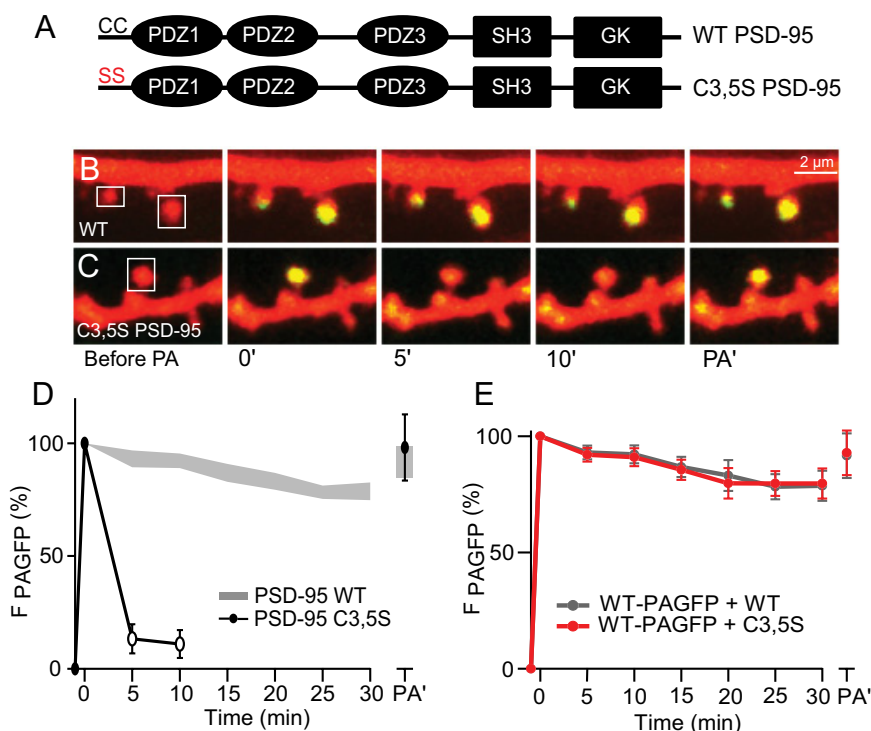 A
CC PDZ1 PDZ2 PDZ3 SH3 GK WT PSD-95
SS PDZ1 PDZ2 PDZ3 SH3 GK C3,5S PSD-95
B
2 µm
WT
C
C3,5S PSD-95
Before PA 0' 5' 10' PA'
D
F PAGFP (%)
100
50
0
PSD-95 WT
PSD-95 C3,5S
0 5 10 15 20 25 30 PA'
Time (min)
E
F PAGFP (%)
100
50
0
WT-PAGFP + WT
WT-PAGFP + C3,5S
0 5 10 15 20 25 30 PA'
Time (min)